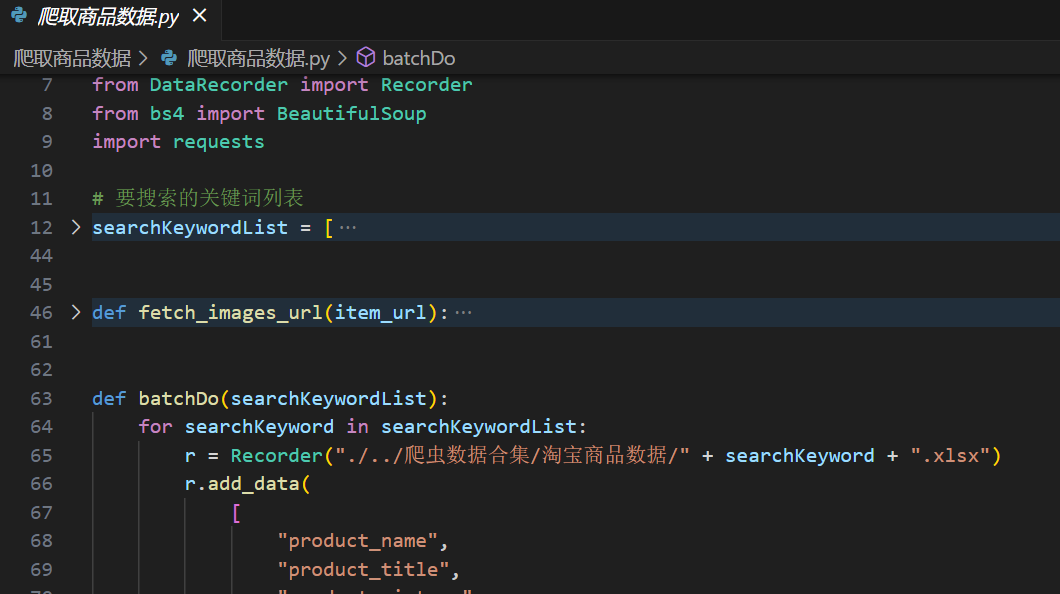 爬取商品数据.py
爬取商品数据 > 爬取商品数据.py > batchDo
7 from DataRecorder import Recorder
8 from bs4 import BeautifulSoup
9 import requests
10
11 # 要搜索的关键词列表
12 > searchKeywordList = [ ···
44
45
46 > def fetch_images_url(item_url): ···
61
62
63 def batchDo(searchKeywordList):
64 for searchKeyword in searchKeywordList:
65 r = Recorder("./../爬虫数据合集/淘宝商品数据/" + searchKeyword + ".xlsx")
66 r.add_data(
67 [
68 "product_name",
69 "product_title",